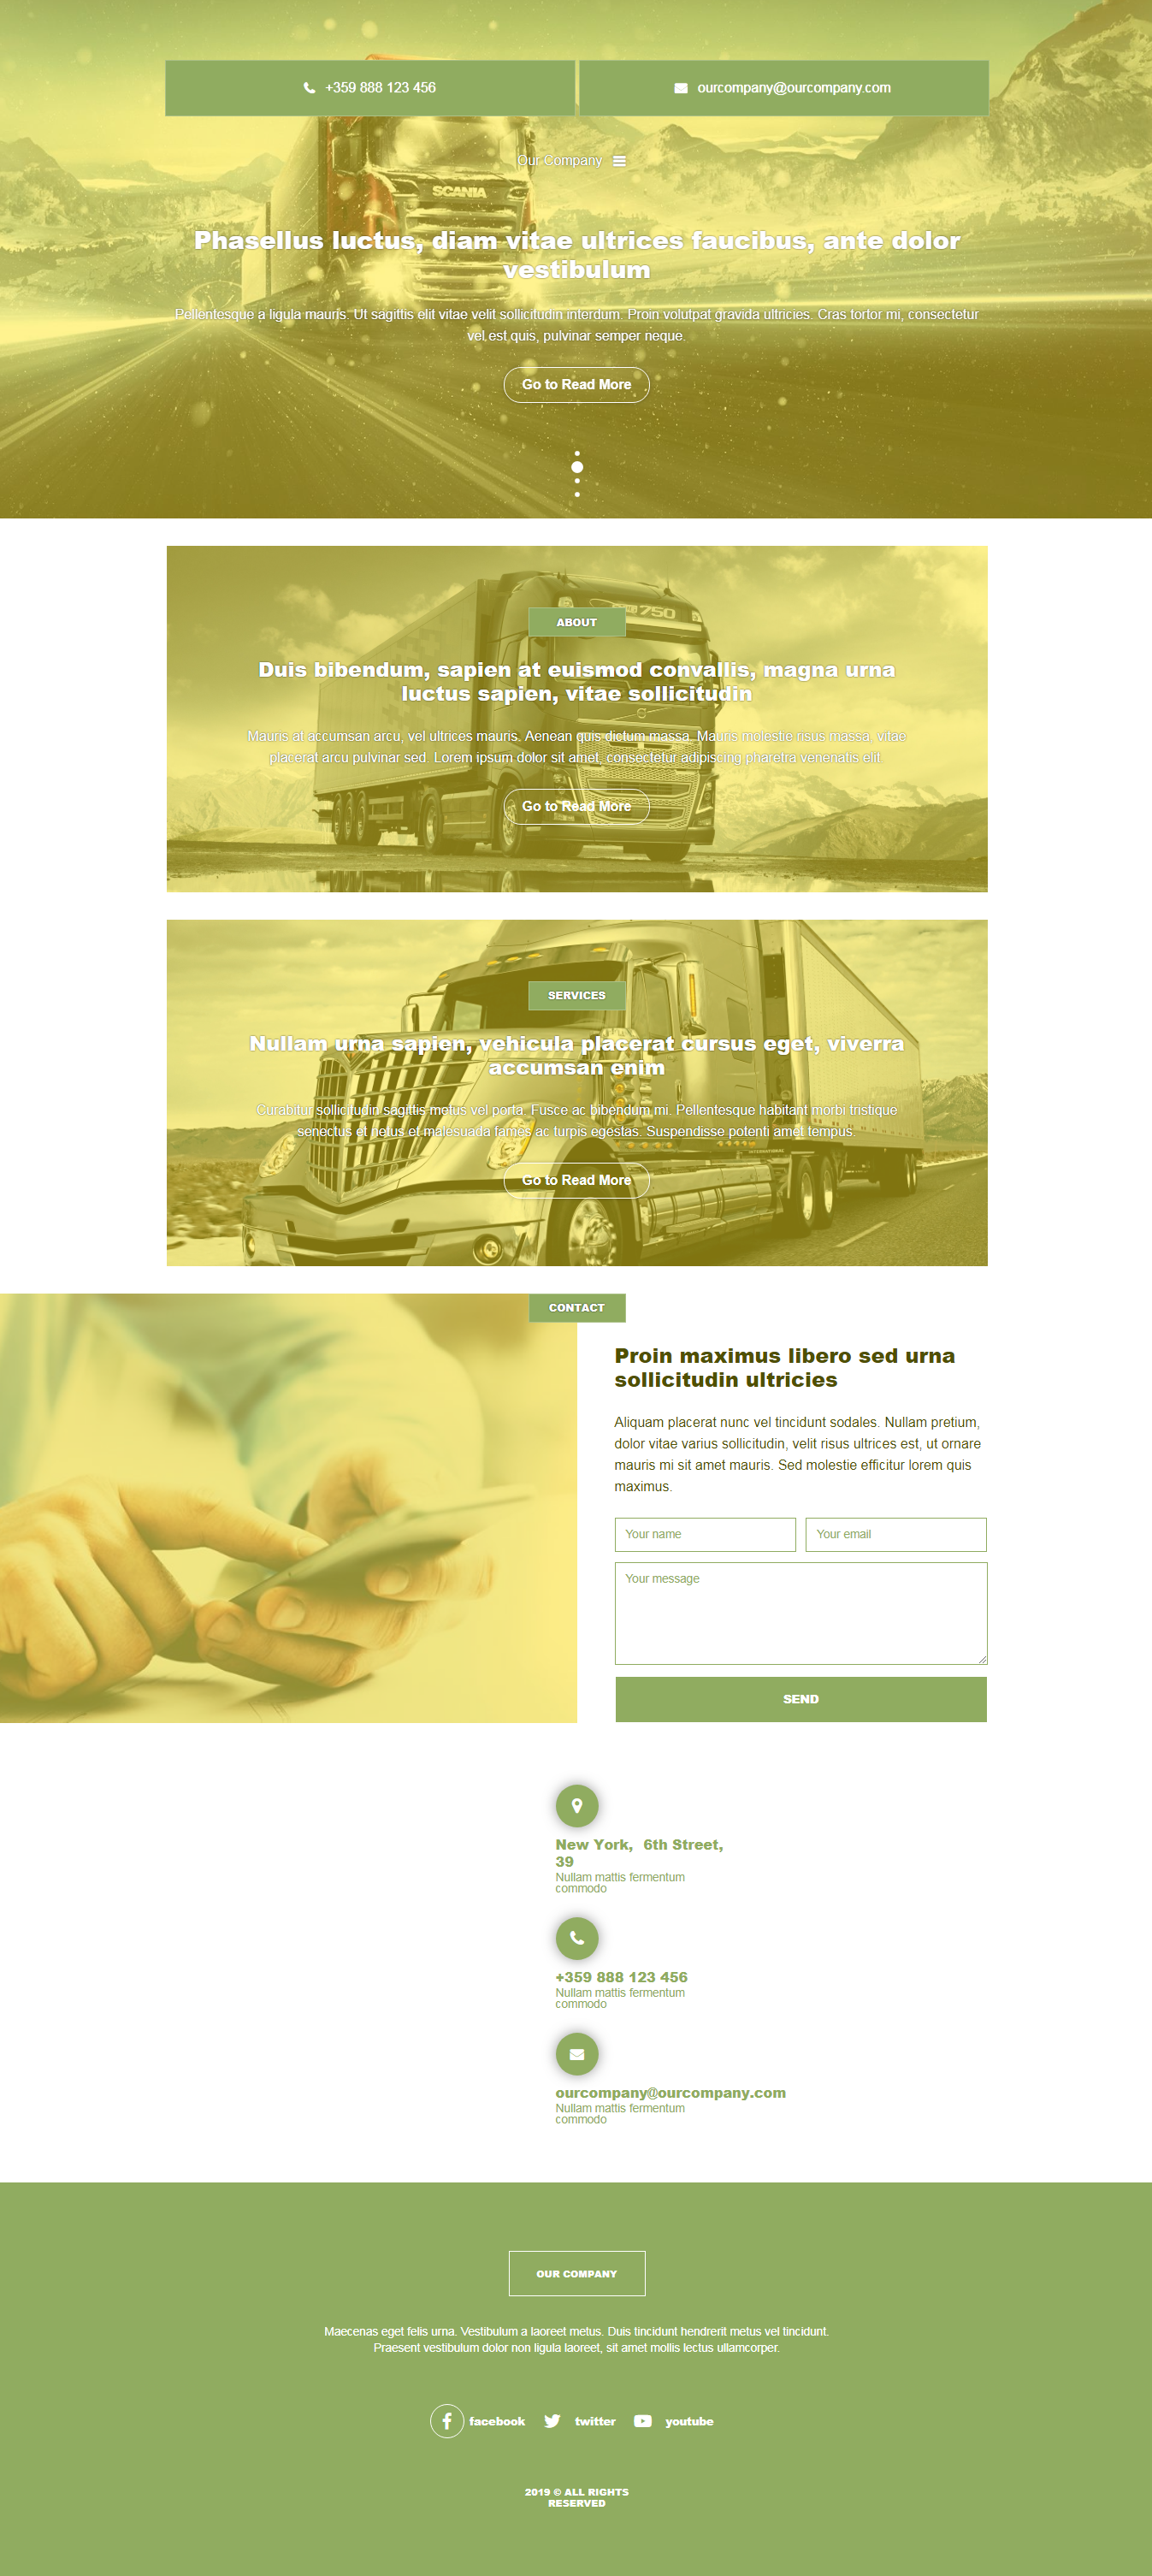 +359 888 123 456
ourcompany@ourcompany.com
Our Company
SCANIA
Phasellus luctus, diam vitae ultrices faucibus, ante dolor
vestibulum
Pellentesque a ligula mauris. Ut sagittis elit vitae velit sollicitudin interdum. Proin volutpat gravida ultricies. Cras tortor mi, consectetur
vel est quis, pulvinar semper neque.
Go to Read More
750
ABOUT
Duis bibendum, sapien at euismod convallis, magna urna
luctus sapien, vitae sollicitudin
Mauris at accumsan arcu, vel ultrices mauris. Aenean quis dictum massa. Mauris molestie risus massa, vitae
placerat arcu pulvinar sed. Lorem ipsum dolor sit amet, consectetur adipiscing pharetra venenatis elit.
Go to Read More
SERVICES
Nullam urna sapien, vehicula placerat cursus eget, viverra
accumsan enim
Curabitur sollicitudin sagittis metus vel porta. Fusce ac bibendum mi. Pellentesque habitant morbi tristique
senectus et netus et malesuada fames ac turpis egestas. Suspendisse potenti amet tempus.
INTERNATIONAL
Go to Read More
CONTACT
Proin maximus libero sed urna
sollicitudin ultricies
Aliquam placerat nunc vel tincidunt sodales. Nullam pretium,
dolor vitae varius sollicitudin, velit risus ultrices est, ut ornare
mauris mi sit amet mauris. Sed molestie efficitur lorem quis
maximus.
Your name
Your email
Your message
SEND
New York,  6th Street,
39
Nullam mattis fermentum
commodo
+359 888 123 456
Nullam mattis fermentum
commodo
ourcompany@ourcompany.com
Nullam mattis fermentum
commodo
OUR COMPANY
Maecenas eget felis urna. Vestibulum a laoreet metus. Duis tincidunt hendrerit metus vel tincidunt.
Praesent vestibulum dolor non ligula laoreet, sit amet mollis lectus ullamcorper.
facebook
twitter
youtube
2019 © ALL RIGHTS
RESERVED